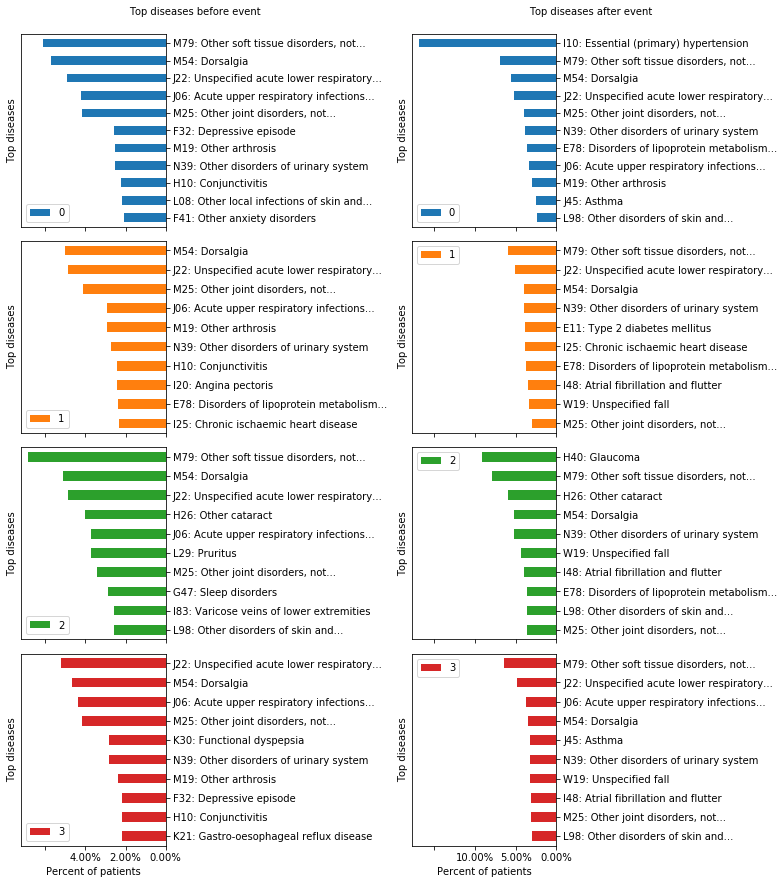 Top diseases before event
Top diseases
M79: Other soft tissue disorders, not...
M54: Dorsalgia
J22: Unspecified acute lower respiratory...
J06: Acute upper respiratory infections...
M25: Other joint disorders, not...
F32: Depressive episode
M19: Other arthrosis
N39: Other disorders of urinary system
H10: Conjunctivitis
L08: Other local infections of skin and...
F41: Other anxiety disorders
0
Top diseases
M54: Dorsalgia
J22: Unspecified acute lower respiratory...
M25: Other joint disorders, not...
J06: Acute upper respiratory infections...
M19: Other arthrosis
N39: Other disorders of urinary system
H10: Conjunctivitis
I20: Angina pectoris
E78: Disorders of lipoprotein metabolism...
I25: Chronic ischaemic heart disease
1
Top diseases
M79: Other soft tissue disorders, not...
M54: Dorsalgia
J22: Unspecified acute lower respiratory...
H26: Other cataract
J06: Acute upper respiratory infections...
L29: Pruritus
M25: Other joint disorders, not...
G47: Sleep disorders
I83: Varicose veins of lower extremities
L98: Other disorders of skin and...
2
Top diseases
J22: Unspecified acute lower respiratory...
M54: Dorsalgia
J06: Acute upper respiratory infections...
M25: Other joint disorders, not...
K30: Functional dyspepsia
N39: Other disorders of urinary system
M19: Other arthrosis
F32: Depressive episode
H10: Conjunctivitis
K21: Gastro-oesophageal reflux disease
3
4.00% 2.00% 0.00%
Percent of patients
Top diseases after event
Top diseases
I10: Essential (primary) hypertension
M79: Other soft tissue disorders, not...
M54: Dorsalgia
J22: Unspecified acute lower respiratory...
M25: Other joint disorders, not...
N39: Other disorders of urinary system
E78: Disorders of lipoprotein metabolism...
J06: Acute upper respiratory infections...
M19: Other arthrosis
J45: Asthma
L98: Other disorders of skin and...
0
Top diseases
1
M79: Other soft tissue disorders, not...
J22: Unspecified acute lower respiratory...
M54: Dorsalgia
N39: Other disorders of urinary system
E11: Type 2 diabetes mellitus
I25: Chronic ischaemic heart disease
E78: Disorders of lipoprotein metabolism...
I48: Atrial fibrillation and flutter
W19: Unspecified fall
M25: Other joint disorders, not...
Top diseases
2
H40: Glaucoma
M79: Other soft tissue disorders, not...
H26: Other cataract
M54: Dorsalgia
N39: Other disorders of urinary system
W19: Unspecified fall
I48: Atrial fibrillation and flutter
E78: Disorders of lipoprotein metabolism...
L98: Other disorders of skin and...
M25: Other joint disorders, not...
Top diseases
3
M79: Other soft tissue disorders, not...
J22: Unspecified acute lower respiratory...
J06: Acute upper respiratory infections...
M54: Dorsalgia
J45: Asthma
N39: Other disorders of urinary system
W19: Unspecified fall
I48: Atrial fibrillation and flutter
M25: Other joint disorders, not...
L98: Other disorders of skin and...
10.00% 5.00% 0.00%
Percent of patients